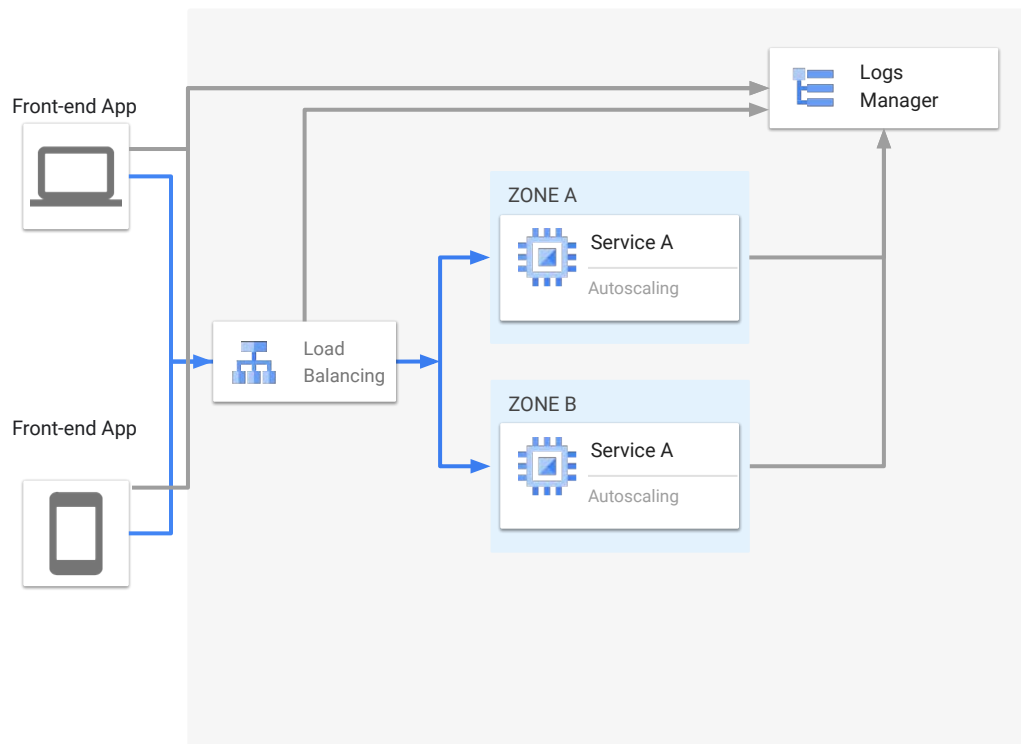 Logs
Manager
Front-end App
ZONE A
Service A
Autoscaling
Load
Balancing
ZONE B
Front-end App
Service A
Autoscaling